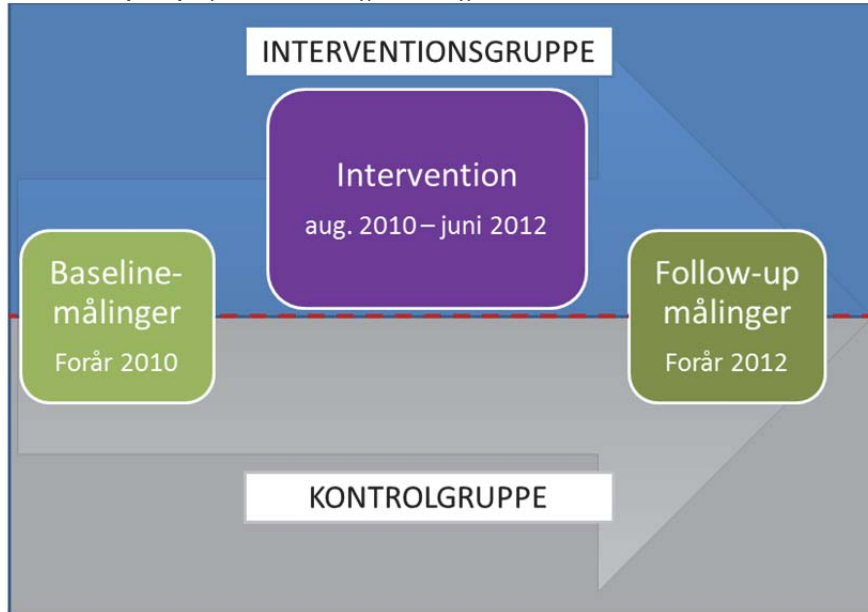 INTERVENTIONSGRUPPE
Intervention
aug. 2010 – juni 2012
Baseline-
målinger
Forår 2010
Follow-up
målinger
Forår 2012
KONTROLGRUPPE